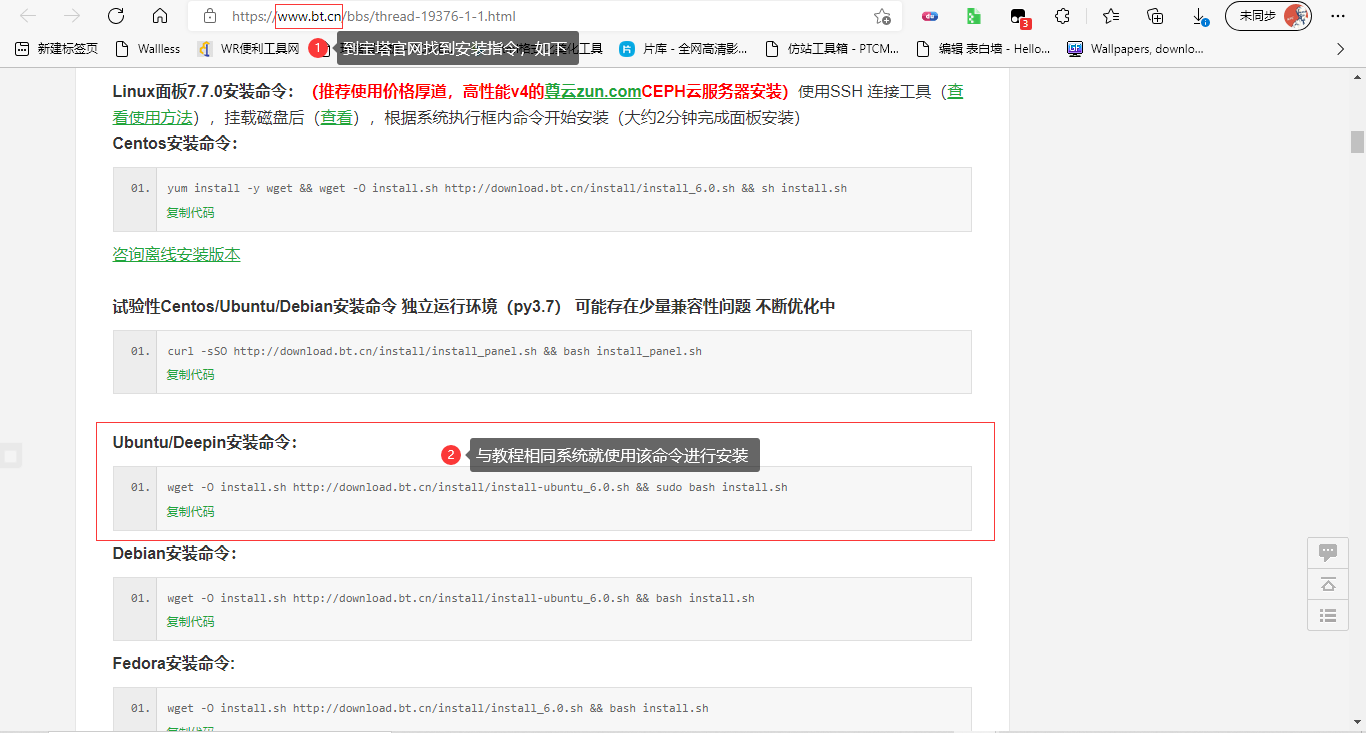 https://www.bt.cn/bbs/thread-19376-1-1.html
3
未同步
新建标签页
Wallless
WR便利工具网
1
到宝塔官网找到安装指令，如下
化工具
片库 - 全网高清影...
仿站工具箱 - PTCM...
编辑 表白墙 - Hello...
Wallpapers, downlo...
Linux面板7.7.0安装命令：（推荐使用价格厚道，高性能v4的尊云zun.comCEPH云服务器安装）使用SSH 连接工具（查
看使用方法），挂载磁盘后（查看），根据系统执行框内命令开始安装（大约2分钟完成面板安装）
Centos安装命令：
01.
yum install -y wget && wget -O install.sh http://download.bt.cn/install/install_6.0.sh && sh install.sh
复制代码
咨询离线安装版本
试验性Centos/Ubuntu/Debian安装命令 独立运行环境（py3.7） 可能存在少量兼容性问题 不断优化中
01.
curl -sSO http://download.bt.cn/install/install_panel.sh && bash install_panel.sh
复制代码
Ubuntu/Deepin安装命令：
2
与教程相同系统就使用该命令进行安装
01.
wget -O install.sh http://download.bt.cn/install/install-ubuntu_6.0.sh && sudo bash install.sh
复制代码
Debian安装命令：
01.
wget -O install.sh http://download.bt.cn/install/install-ubuntu_6.0.sh && bash install.sh
复制代码
Fedora安装命令：
01.
wget -O install.sh http://download.bt.cn/install/install_6.0.sh && bash install.sh
复制代码